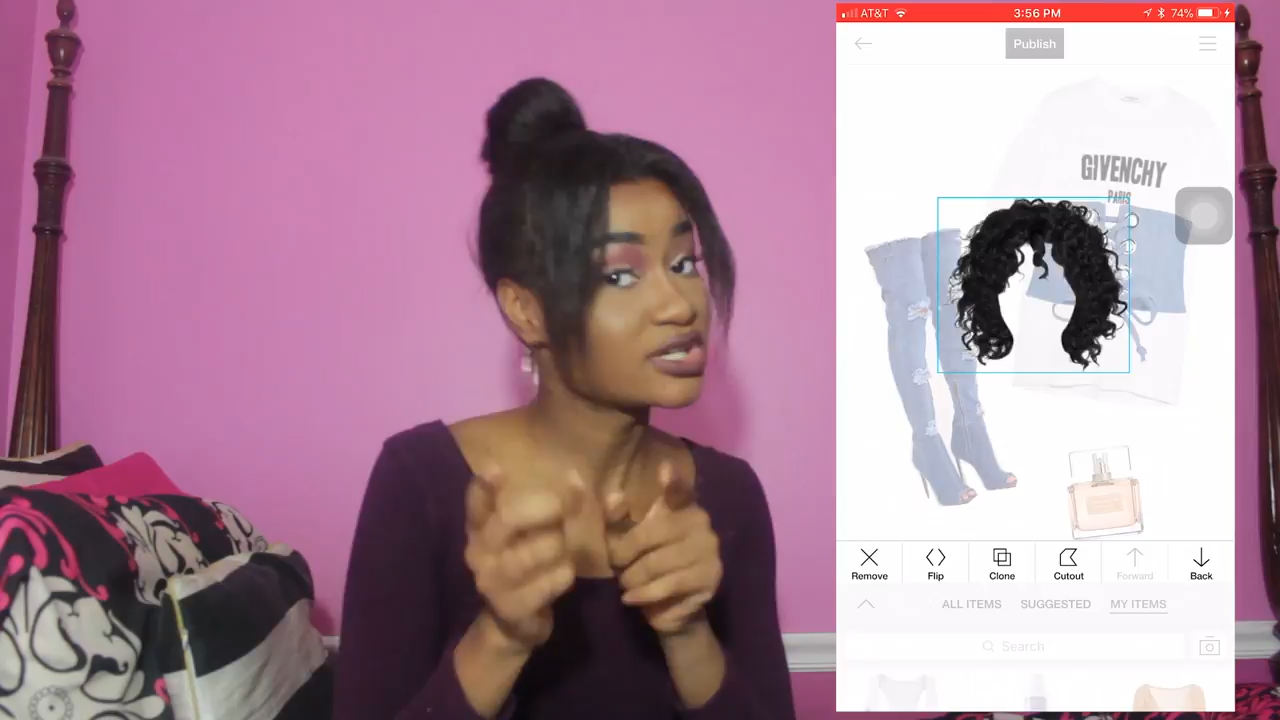 AT&T 3:56 PM 74%
Publish
GIVENCHY
PARIS
Remove Flip Clone Cutout Forward Back
ALL ITEMS SUGGESTED MY ITEMS
Search